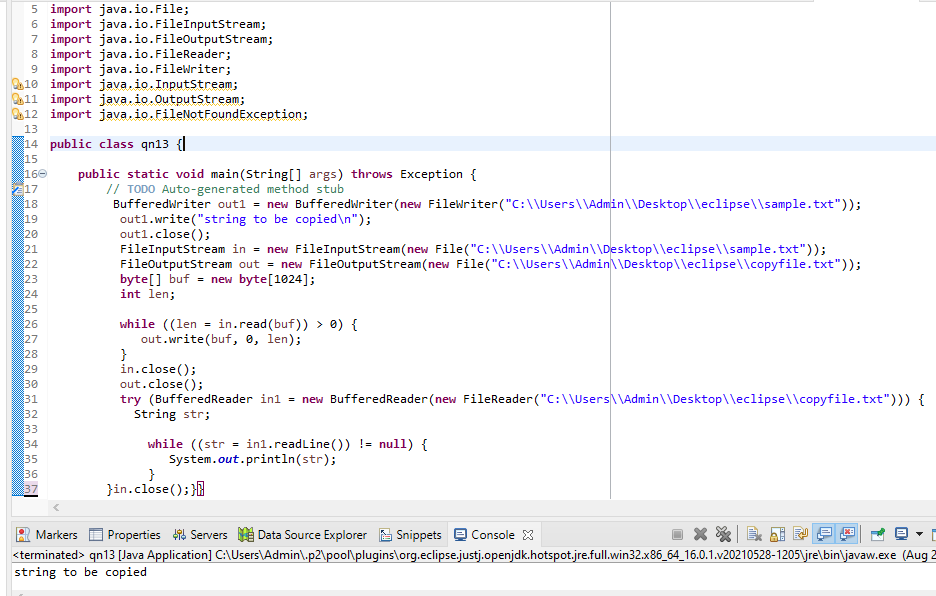 5 import java.io.File;
6 import java.io.FileInputStream;
7 import java.io.FileOutputStream;
8 import java.io.FileReader;
9 import java.io.FileWriter;
10 import java.io.InputStream;
11 import java.io.OutputStream;
12 import java.io.FileNotFoundException;
13
14 public class qn13 {
15
16 public static void main(String[] args) throws Exception {
17 // TODO Auto-generated method stub
18 BufferedWriter out1 = new BufferedWriter(new FileWriter("C:\\Users\\Admin\\Desktop\\eclipse\\sample.txt"));
19 out1.write("string to be copied\n");
20 out1.close();
21 FileInputStream in = new FileInputStream(new File("C:\\Users\\Admin\\Desktop\\eclipse\\sample.txt"));
22 FileOutputStream out = new FileOutputStream(new File("C:\\Users\\Admin\\Desktop\\eclipse\\copyfile.txt"));
23 byte[] buf = new byte[1024];
24 int len;
25
26 while ((len = in.read(buf)) > 0) {
27 out.write(buf, 0, len);
28 }
29 in.close();
30 out.close();
31 try (BufferedReader in1 = new BufferedReader(new FileReader("C:\\Users\\Admin\\Desktop\\eclipse\\copyfile.txt"))) {
32 String str;
33
34 while ((str = in1.readLine()) != null) {
35 System.out.println(str);
36 }
37 }in.close();}}
Markers Properties Servers Data Source Explorer Snippets Console
<terminated> qn13 [Java Application] C:\Users\Admin\.p2\pool\plugins\org.eclipse.justj.openjdk.hotspot.jre.full.win32.x86_64_16.0.1.v20210528-1205\jre\bin\javaw.exe (Aug 2
string to be copied